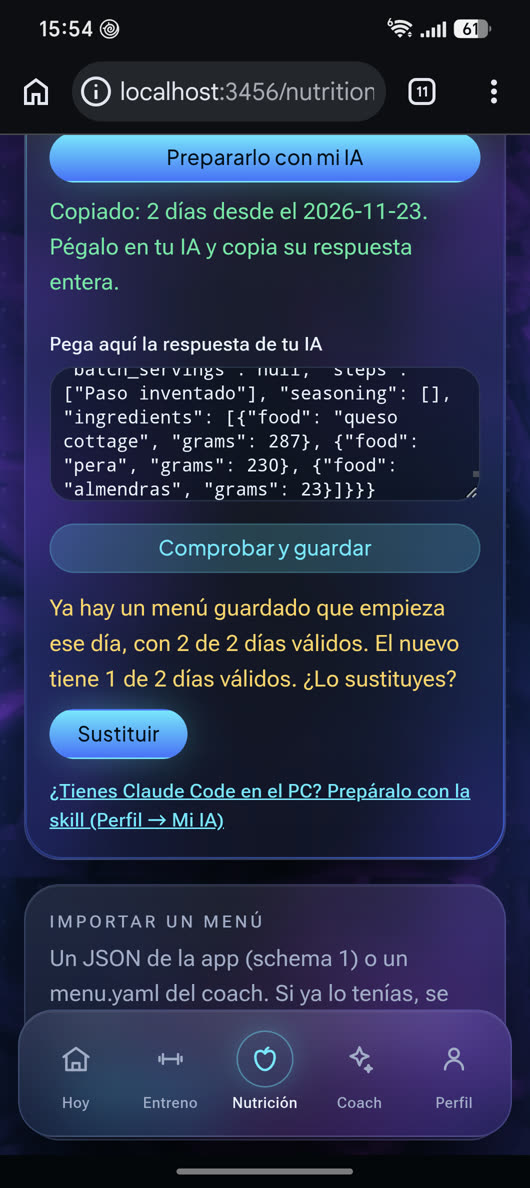 15:54
6
61
localhost:3456/nutrition
11
Prepararlo con mi IA
Copiado: 2 días desde el 2026-11-23.
Pégalo en tu IA y copia su respuesta
entera.
Pega aquí la respuesta de tu IA
"batch_servings": null, "steps":
["Paso inventado"], "seasoning": [],
"ingredients": [{"food": "queso
cottage", "grams": 287}, {"food":
"pera", "grams": 230}, {"food":
"almendras", "grams": 23}]}}}
Comprobar y guardar
Ya hay un menú guardado que empieza
ese día, con 2 de 2 días válidos. El nuevo
tiene 1 de 2 días válidos. ¿Lo sustituyes?
Sustituir
¿Tienes Claude Code en el PC? Prepáralo con la
skill (Perfil → Mi IA)
IMPORTAR UN MENÚ
Un JSON de la app (schema 1) o un
menu.yaml del coach. Si ya lo tenías, se
Hoy
Entreno
Nutrición
Coach
Perfil